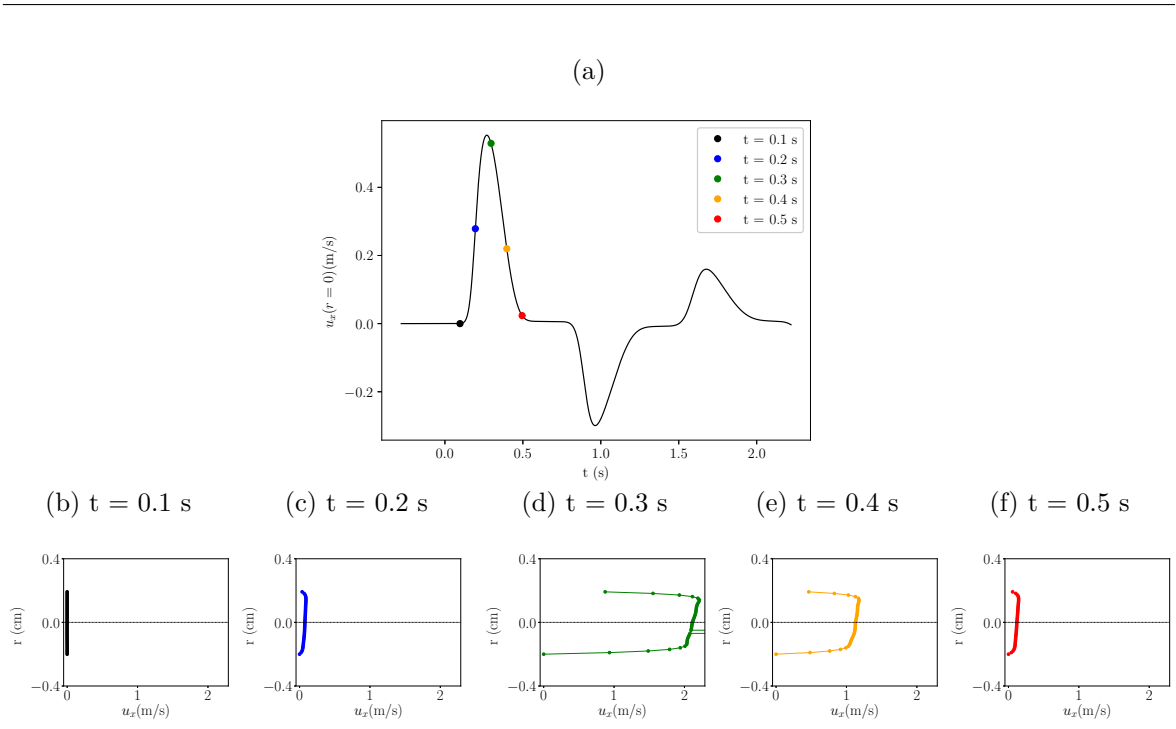 (a)
t = 0.1 s
t = 0.2 s
t = 0.3 s
t = 0.4 s
t = 0.5 s
0.4
0.2
0.0
−0.2
u_x(r = 0)(m/s)
0.0 0.5 1.0 1.5 2.0
t (s)
(b) t = 0.1 s (c) t = 0.2 s (d) t = 0.3 s (e) t = 0.4 s (f) t = 0.5 s
0.4 0.4 0.4 0.4 0.4
r (cm) r (cm) r (cm) r (cm) r (cm)
0.0 0.0 0.0 0.0 0.0
−0.4 −0.4 −0.4 −0.4 −0.4
0 1 2 0 1 2 0 1 2 0 1 2 0 1 2
u_x(m/s) u_x(m/s) u_x(m/s) u_x(m/s) u_x(m/s)